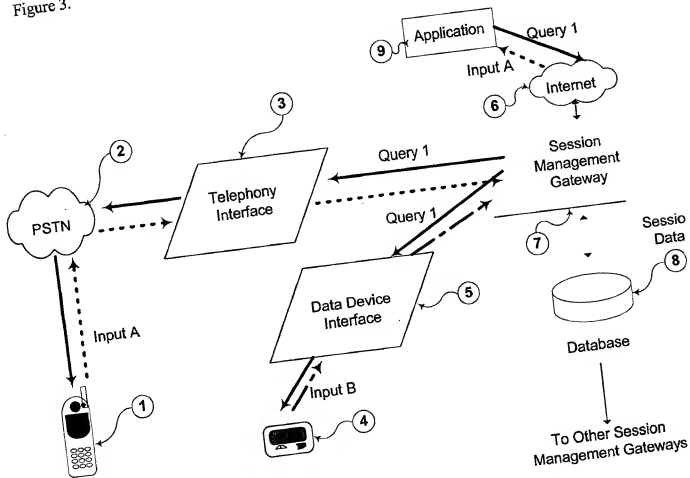 Figure 3.
9
Application
Query 1
Input A
Internet
6
3
2
Query 1
Session
Management
Gateway
Telephony
Interface
PSTN
Query 1
7
Sessio
Data
8
5
Data Device
Interface
Input A
Database
Input B
1
4
To Other Session
Management Gateways